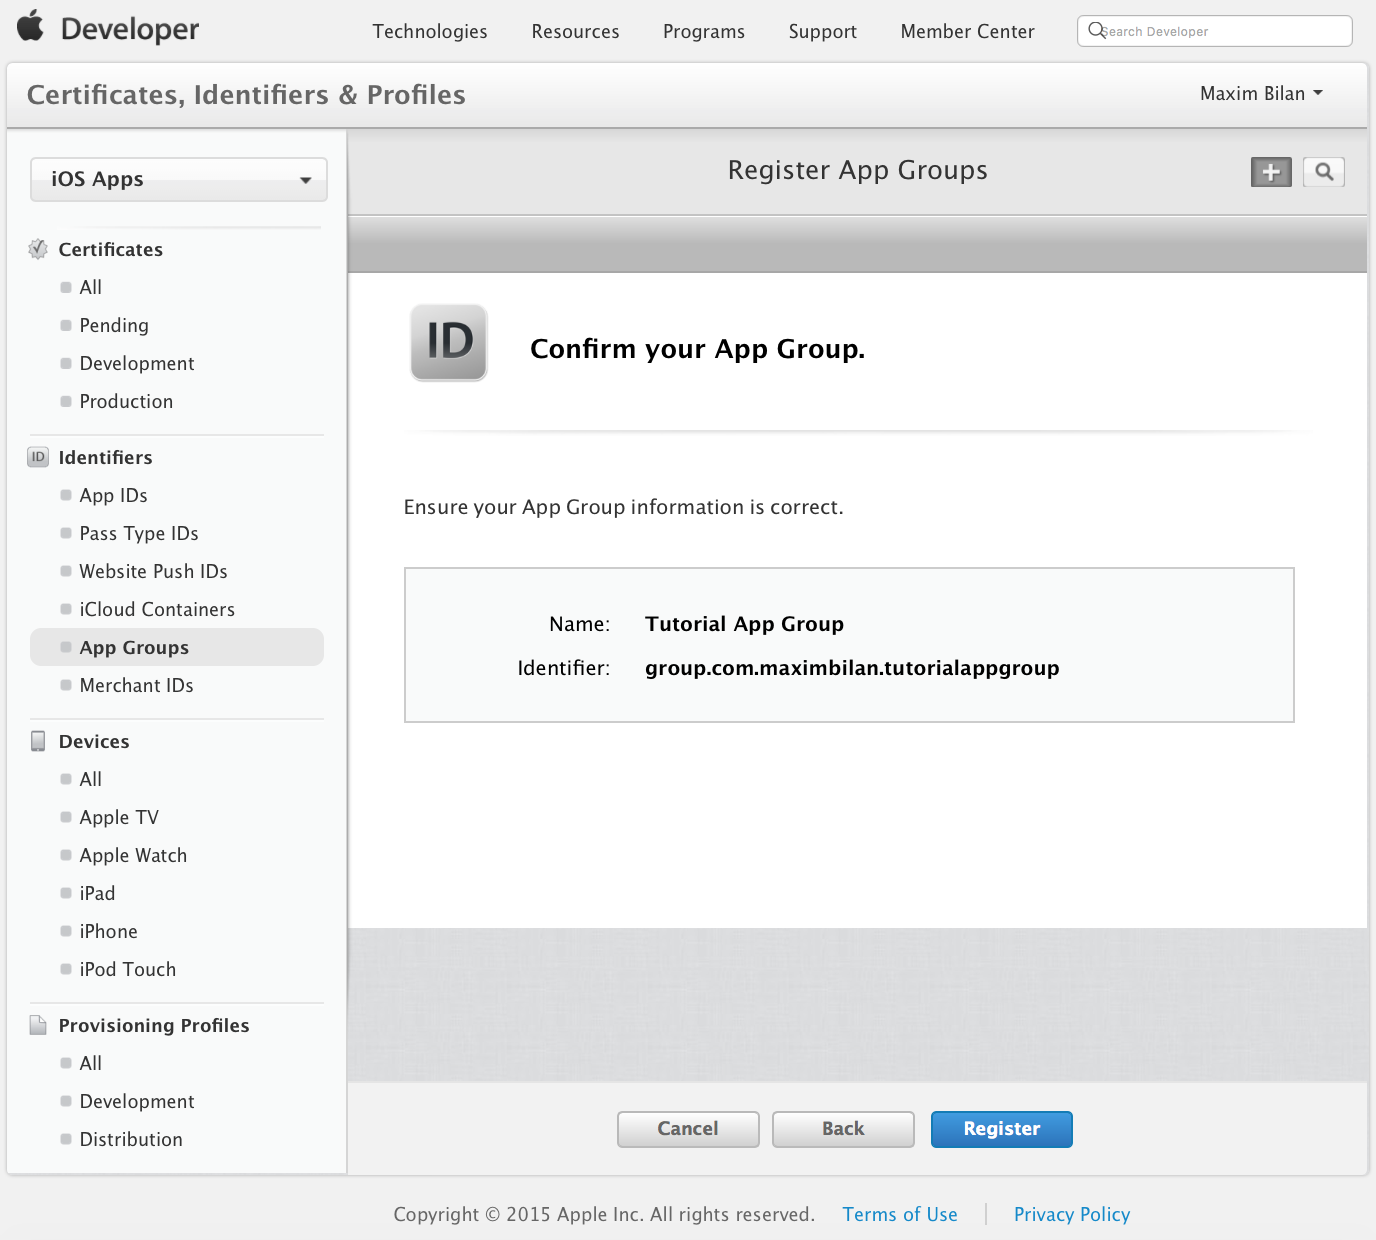 Developer
Technologies Resources Programs Support Member Center Search Developer
Certificates, Identifiers & Profiles
Maxim Bilan
iOS Apps
Certificates
All
Pending
Development
Production
ID Identifiers
App IDs
Pass Type IDs
Website Push IDs
iCloud Containers
App Groups
Merchant IDs
Devices
All
Apple TV
Apple Watch
iPad
iPhone
iPod Touch
Provisioning Profiles
All
Development
Distribution
Register App Groups
ID
Confirm your App Group.
Ensure your App Group information is correct.
Name: Tutorial App Group
Identifier: group.com.maximbilan.tutorialappgroup
Cancel Back Register
Copyright © 2015 Apple Inc. All rights reserved. Terms of Use Privacy Policy